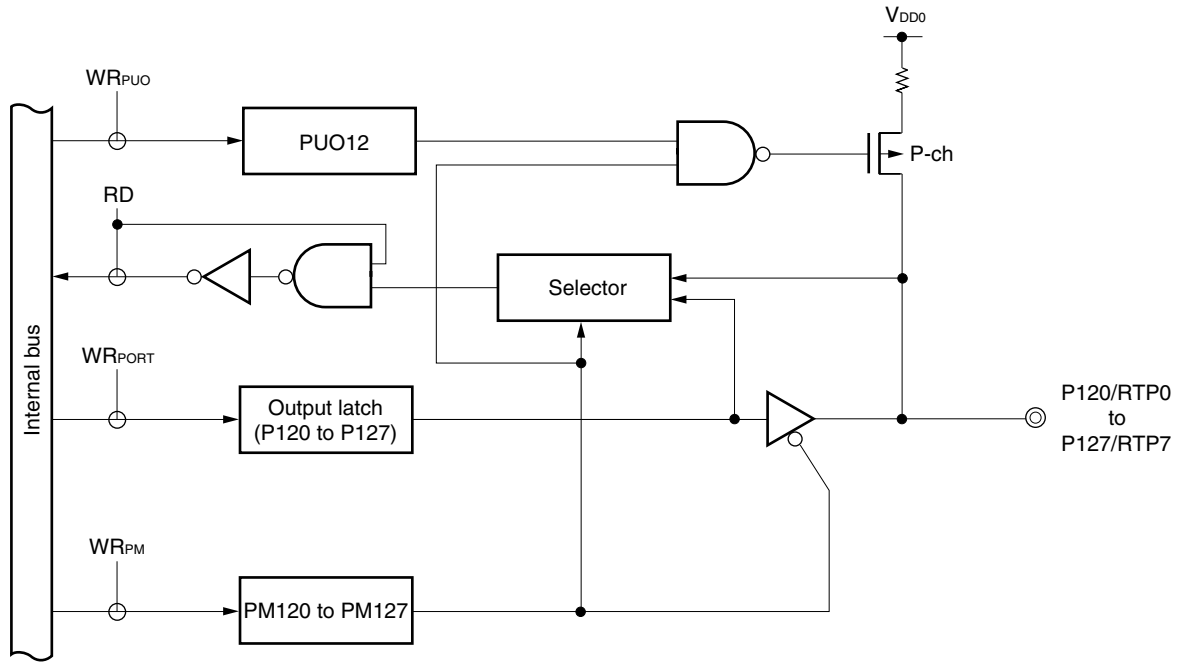 VDD0
WRPUO
PUO12
P-ch
RD
Selector
Internal bus
WRPORT
Output latch
(P120 to P127)
P120/RTP0
to
P127/RTP7
WRPM
PM120 to PM127